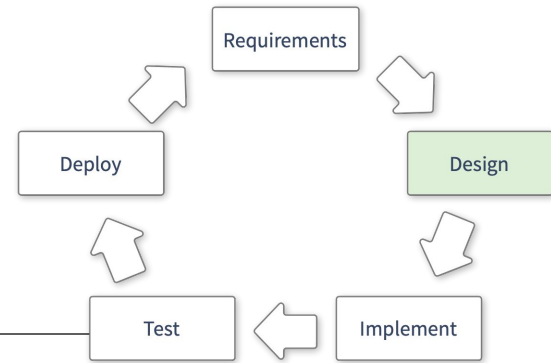 Requirements
Design
Implement
Test
Deploy